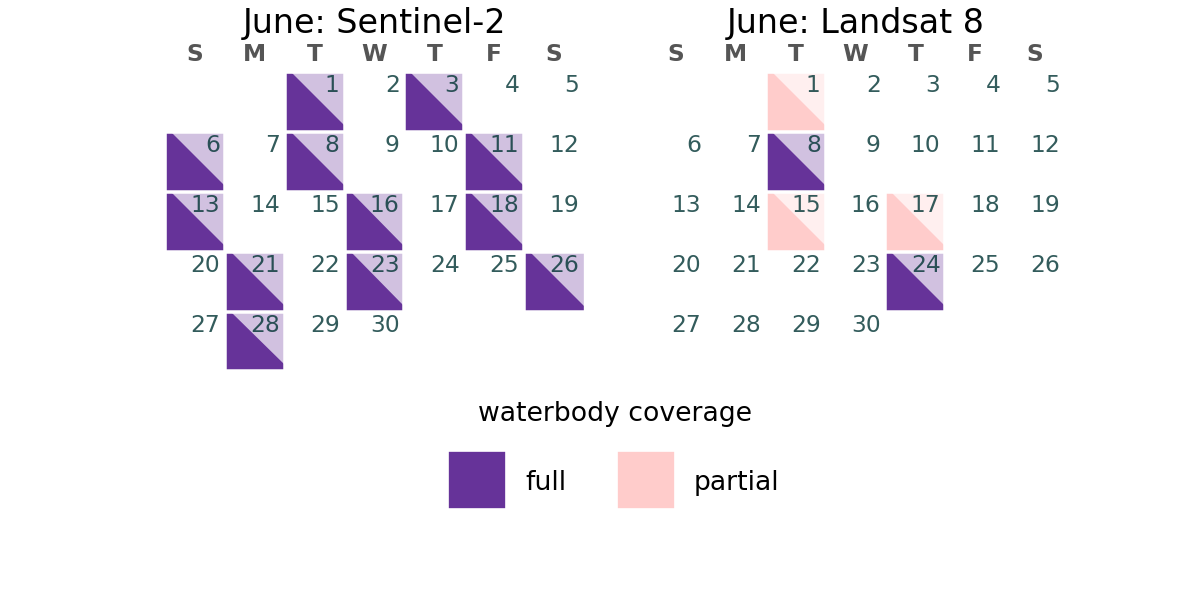 June: Sentinel-2
S M T W T F S
1 2 3 4 5
6 7 8 9 10 11 12
13 14 15 16 17 18 19
20 21 22 23 24 25 26
27 28 29 30
June: Landsat 8
S M T W T F S
1 2 3 4 5
6 7 8 9 10 11 12
13 14 15 16 17 18 19
20 21 22 23 24 25 26
27 28 29 30
waterbody coverage
full
partial